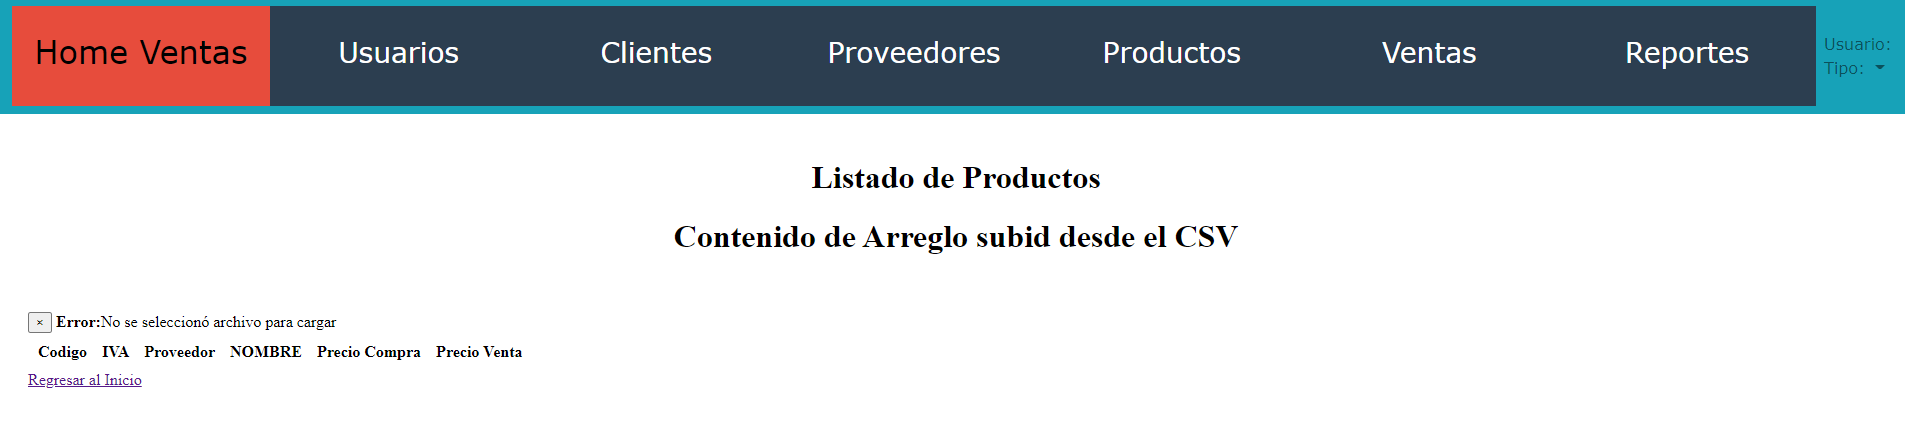 Home Ventas Usuarios Clientes Proveedores Productos Ventas Reportes
Usuario:
Tipo:
Listado de Productos
Contenido de Arreglo subid desde el CSV
× Error:No se seleccionó archivo para cargar
Codigo IVA Proveedor NOMBRE Precio Compra Precio Venta
Regresar al Inicio